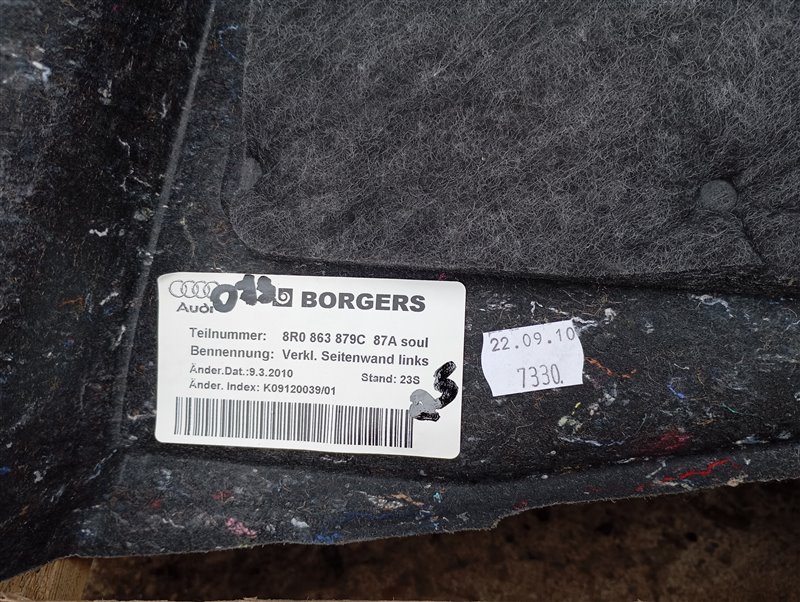 Audi BORGERS
Teilnummer: 8R0 863 879C 87A soul
Bennennung: Verkl. Seitenwand links
Änder.Dat.:9.3.2010 Stand: 23S
Änder. Index: K09120039/01
22.09.10
7330.